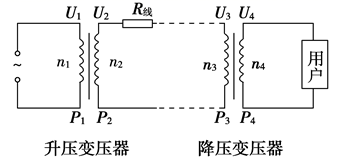 U₁ U₂ R线 U₃ U₄
~ n₁ n₂ n₃ n₄ 用户
P₁ P₂ P₃ P₄
升压变压器 降压变压器